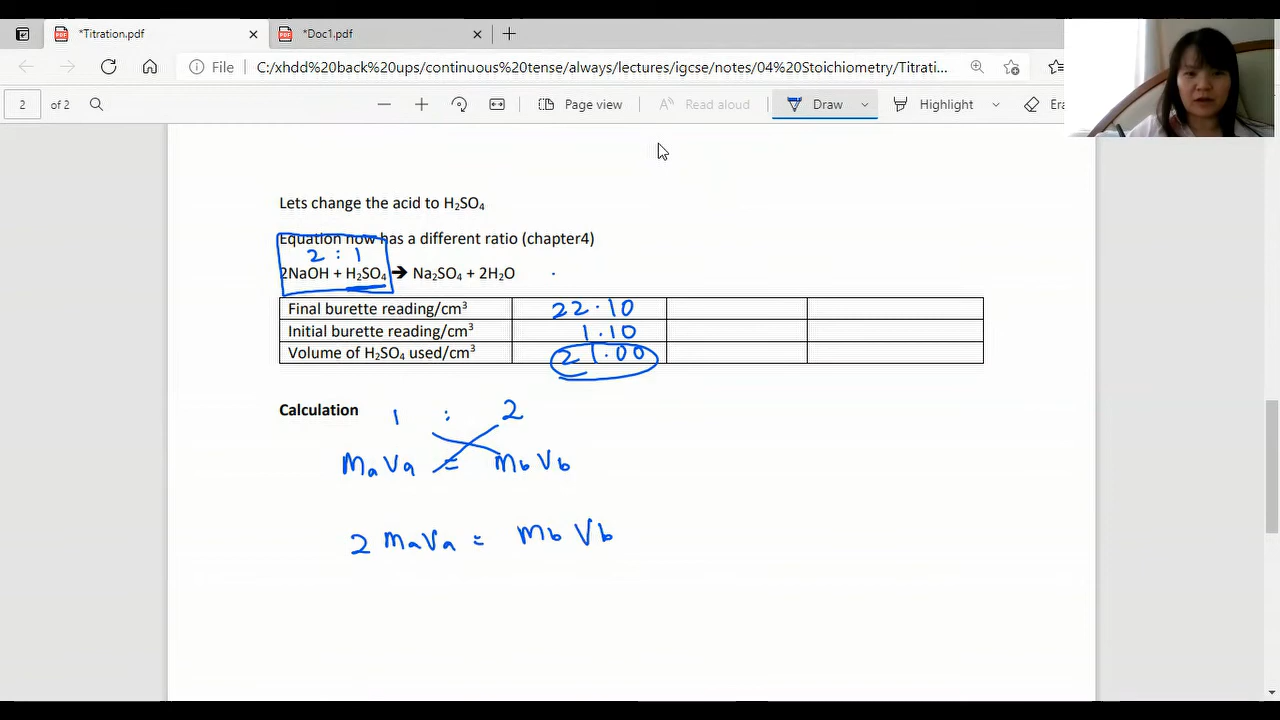 *Titration.pdf
*Doc1.pdf
File C:/xhdd%20back%20ups/continuous%20tense/always/lectures/igcse/notes/04%20Stoichiometry/Titrati...
2 of 2 Page view Read aloud Draw Highlight Era
Lets change the acid to H₂SO₄
Equation now has a different ratio (chapter4)
2 : 1
2NaOH + H₂SO₄ → Na₂SO₄ + 2H₂O
Final burette reading/cm³ 22.10
Initial burette reading/cm³ 1.10
Volume of H₂SO₄ used/cm³ 21.00
Calculation 1 : 2
MaVa = MbVb
2 MaVa = MbVb